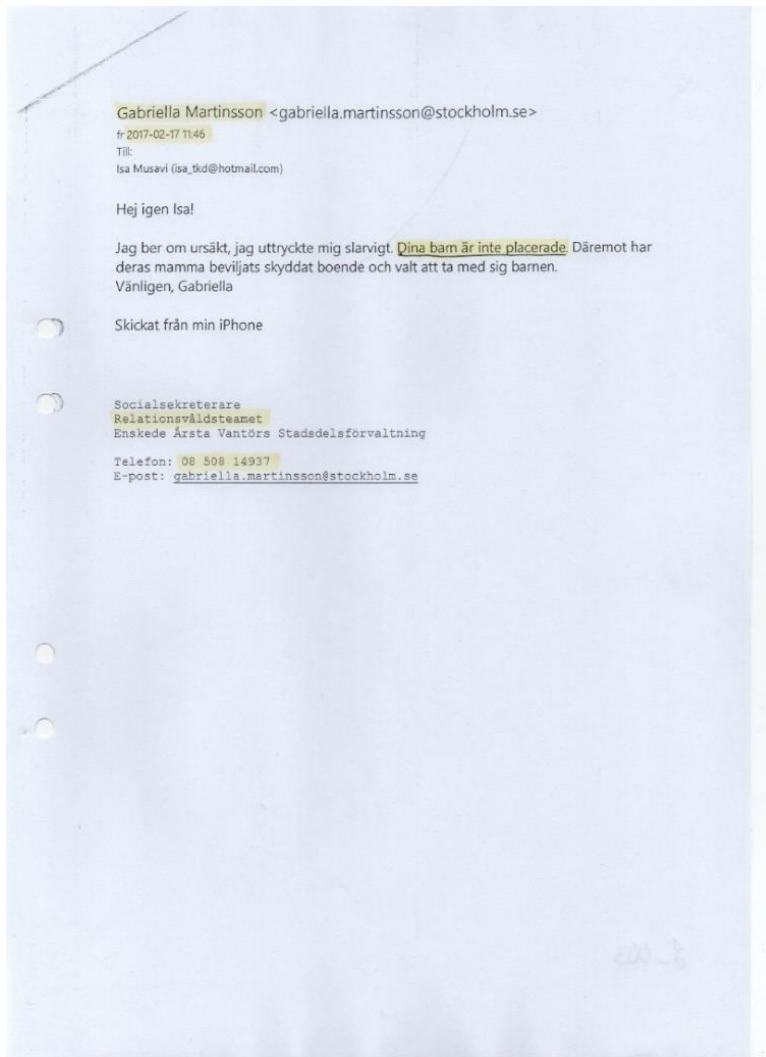 Gabriella Martinsson <gabriella.martinsson@stockholm.se>
fr 2017-02-17 11:46
Till:
Isa Musavi (isa_tkd@hotmail.com)
Hej igen Isa!
Jag ber om ursäkt, jag uttryckte mig slarvigt. Dina barn är inte placerade. Däremot har
deras mamma beviljats skyddat boende och valt att ta med sig barnen.
Vänligen, Gabriella
Skickat från min iPhone
Socialsekreterare
Relationsvåldsteamet
Enskede Årsta Vantörs Stadsdelsförvaltning
Telefon: 08 508 14937
E-post: gabriella.martinsson@stockholm.se